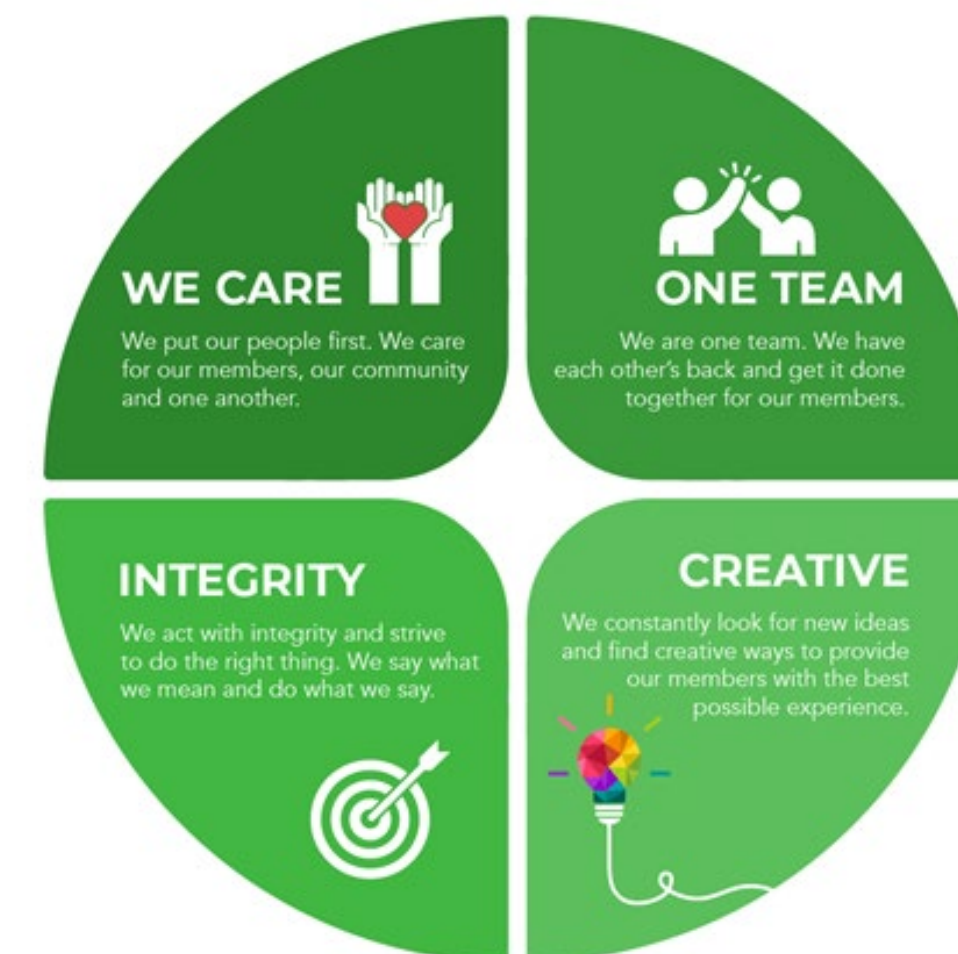 WE CARE
We put our people first. We care
for our members, our community
and one another.
ONE TEAM
We are one team. We have
each other's back and get it done
together for our members.
INTEGRITY
We act with integrity and strive
to do the right thing. We say what
we mean and do what we say.
CREATIVE
We constantly look for new ideas
and find creative ways to provide
our members with the best
possible experience.